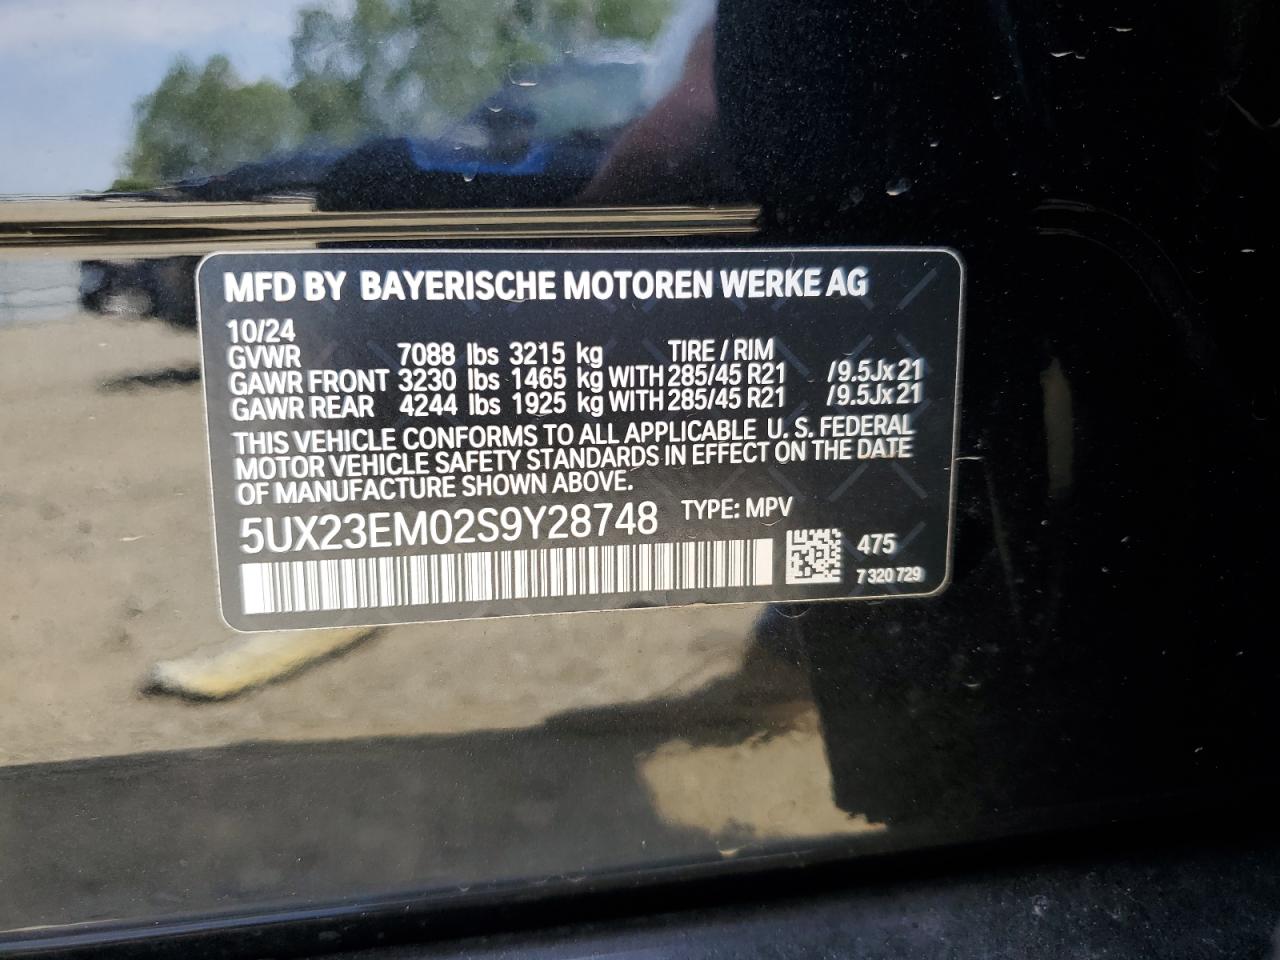 MFD BY BAYERISCHE MOTOREN WERKE AG
10/24
GVWR 7088 lbs 3215 kg TIRE / RIM
GAWR FRONT 3230 lbs 1465 kg WITH 285/45 R21 /9.5Jx21
GAWR REAR 4244 lbs 1925 kg WITH 285/45 R21 /9.5Jx21
THIS VEHICLE CONFORMS TO ALL APPLICABLE U. S. FEDERAL
MOTOR VEHICLE SAFETY STANDARDS IN EFFECT ON THE DATE
OF MANUFACTURE SHOWN ABOVE.
5UX23EM02S9Y28748 TYPE: MPV
475
7 320 729